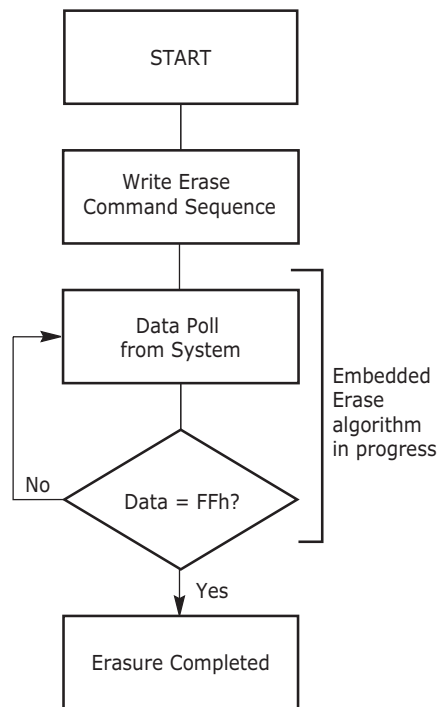 START
Write Erase
Command Sequence
Data Poll
from System
Embedded
Erase
algorithm
in progress
No
Data = FFh?
Yes
Erasure Completed